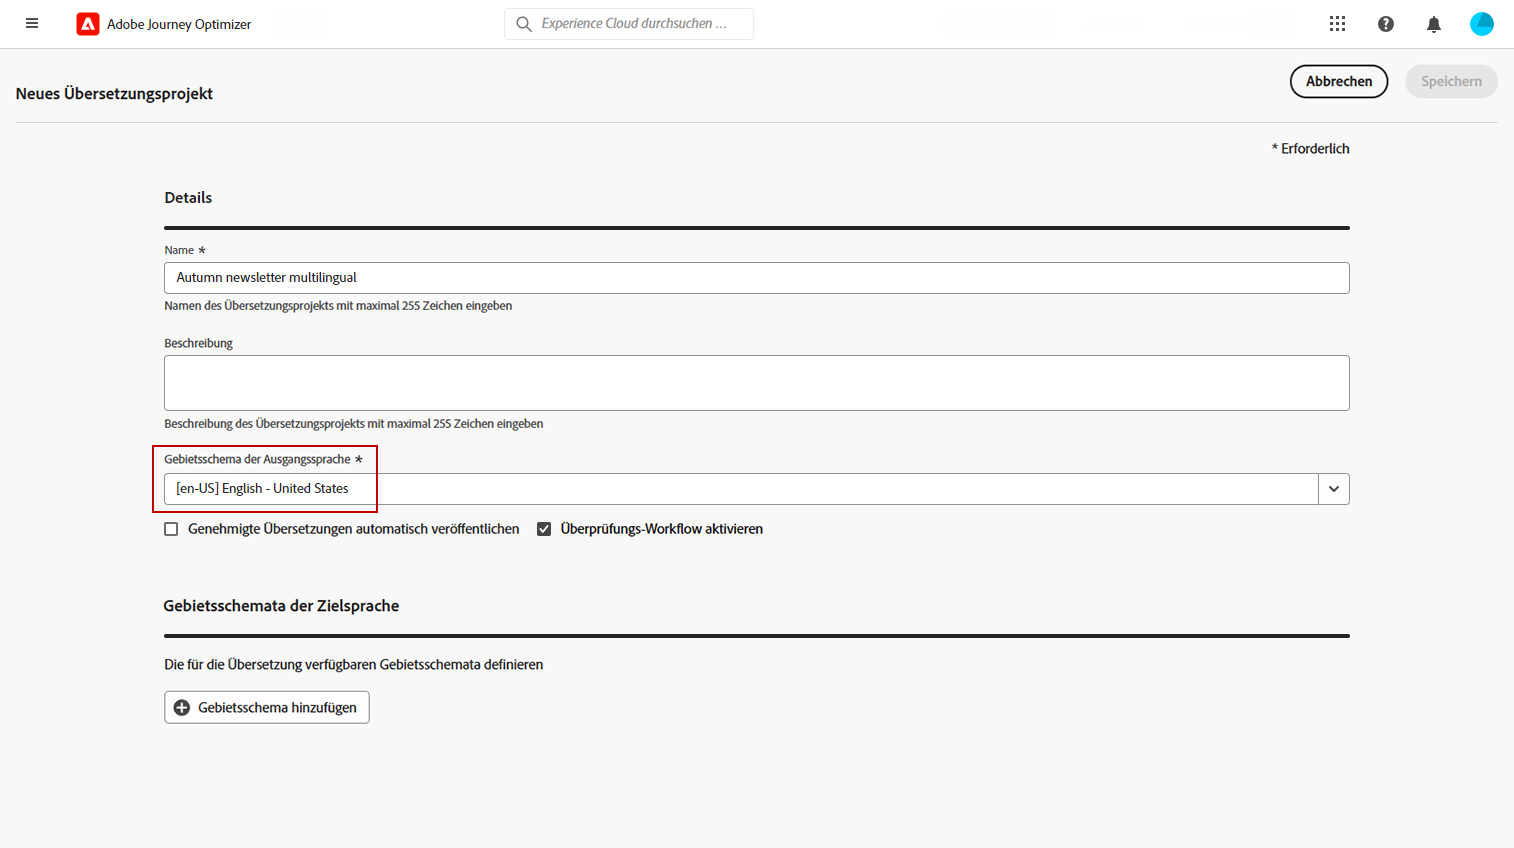 Adobe Journey Optimizer
Experience Cloud durchsuchen ...
Neues Übersetzungsprojekt
Abbrechen
Speichern
* Erforderlich
Details
Name *
Autumn newsletter multilingual
Namen des Übersetzungsprojekts mit maximal 255 Zeichen eingeben
Beschreibung
Beschreibung des Übersetzungsprojekts mit maximal 255 Zeichen eingeben
Gebietsschema der Ausgangssprache *
[en-US] English - United States
Genehmigte Übersetzungen automatisch veröffentlichen
Überprüfungs-Workflow aktivieren
Gebietsschemata der Zielsprache
Die für die Übersetzung verfügbaren Gebietsschemata definieren
Gebietsschema hinzufügen